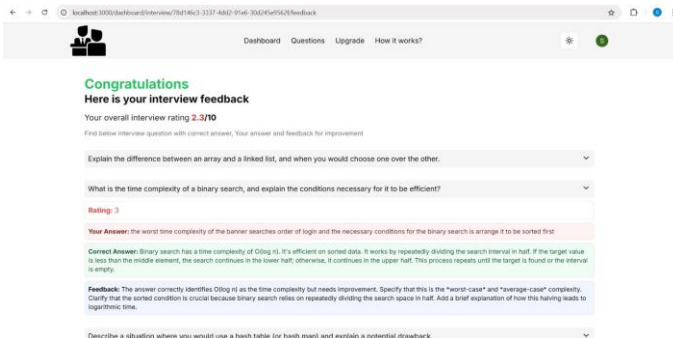 localhost:3000/dashboard/interview/78d146c3-3337-4dd2-91e6-30d245e95629/feedback
Dashboard Questions Upgrade How it works?
S
Congratulations
Here is your interview feedback
Your overall interview rating 2.3/10
Find below interview question with correct answer, Your answer and feedback for improvement
Explain the difference between an array and a linked list, and when you would choose one over the other.
What is the time complexity of a binary search, and explain the conditions necessary for it to be efficient?
Rating: 3
Your Answer: the worst time complexity of the banner searches order of login and the necessary conditions for the binary search is arrange it to be sorted first
Correct Answer: Binary search has a time complexity of O(log n). It's efficient on sorted data. It works by repeatedly dividing the search interval in half. If the target value
is less than the middle element, the search continues in the lower half; otherwise, it continues in the upper half. This process repeats until the target is found or the interval
is empty.
Feedback: The answer correctly identifies O(log n) as the time complexity but needs improvement. Specify that this is the *worst-case* and *average-case* complexity.
Clarify that the sorted condition is crucial because binary search relies on repeatedly dividing the search space in half. Add a brief explanation of how this halving leads to
logarithmic time.
Describe a situation where you would use a hash table (or hash map) and explain a potential drawback.